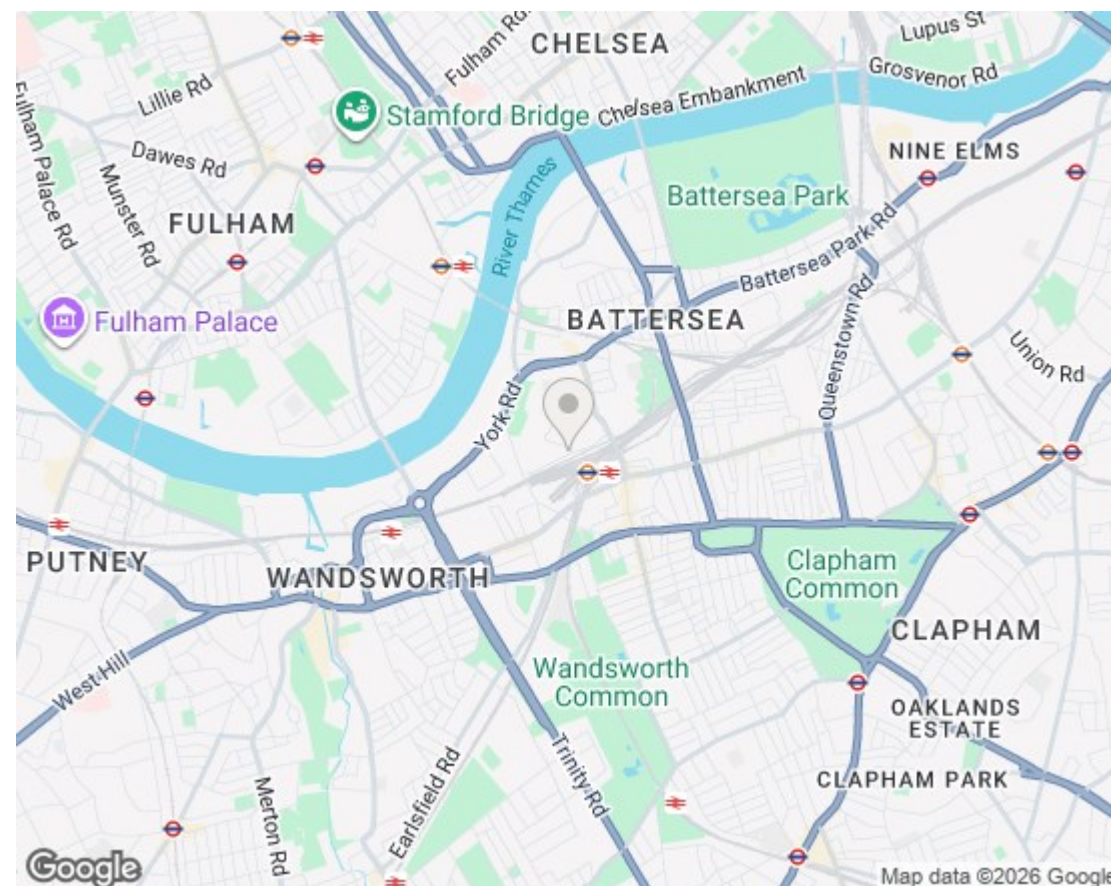 Lupus St
CHELSEA
Fulham Rd
Grosvenor Rd
Lillie Rd
Chelsea Embankment
Stamford Bridge
Dawes Rd
NINE ELMS
Fulham Palace Rd
Munster Rd
Battersea Park
FULHAM
River Thames
Battersea Park Rd
Fulham Palace
BATTERSEA
Queenstown Rd
Union Rd
York Rd
PUTNEY
WANDSWORTH
Clapham
Common
CLAPHAM
West Hill
Wandsworth
Common
OAKLANDS
ESTATE
Trinity Rd
CLAPHAM PARK
Earlsfield Rd
Merton Rd
Google
Map data ©2026 Google